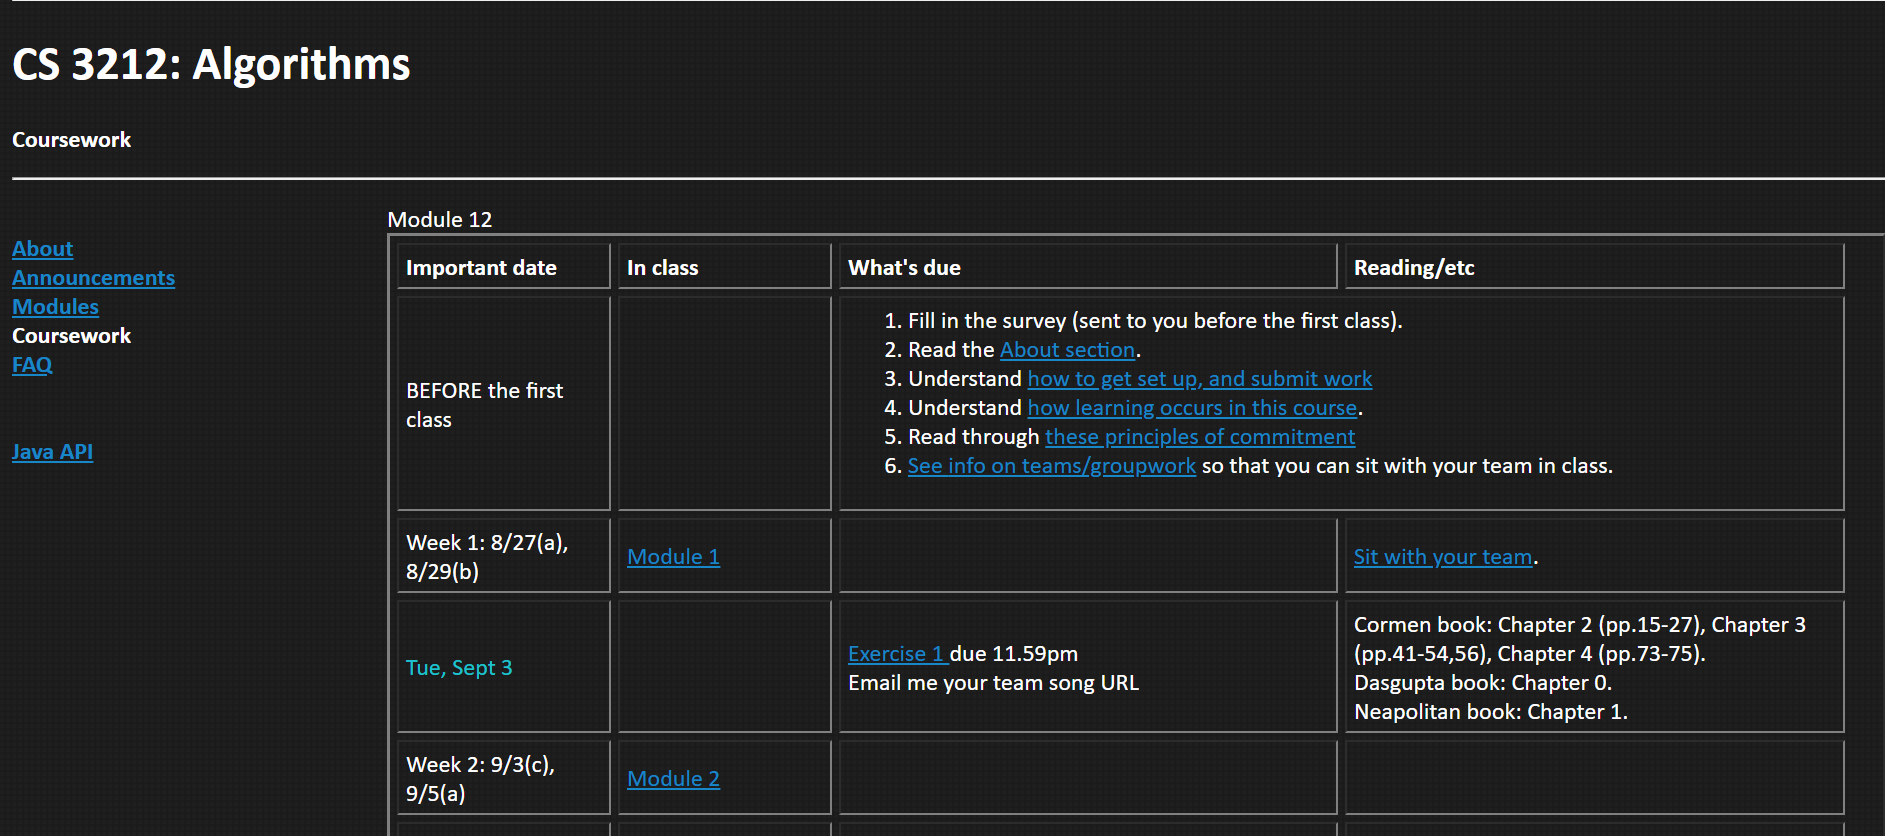 CS 3212: Algorithms
Coursework
About
Announcements
Modules
Coursework
FAQ
Java API
Module 12
Important date
In class
What's due
Reading/etc
BEFORE the first
class
1. Fill in the survey (sent to you before the first class).
2. Read the About section.
3. Understand how to get set up, and submit work
4. Understand how learning occurs in this course.
5. Read through these principles of commitment
6. See info on teams/groupwork so that you can sit with your team in class.
Week 1: 8/27(a),
8/29(b)
Module 1
Sit with your team.
Tue, Sept 3
Exercise 1 due 11.59pm
Email me your team song URL
Cormen book: Chapter 2 (pp.15-27), Chapter 3
(pp.41-54,56), Chapter 4 (pp.73-75).
Dasgupta book: Chapter 0.
Neapolitan book: Chapter 1.
Week 2: 9/3(c),
9/5(a)
Module 2